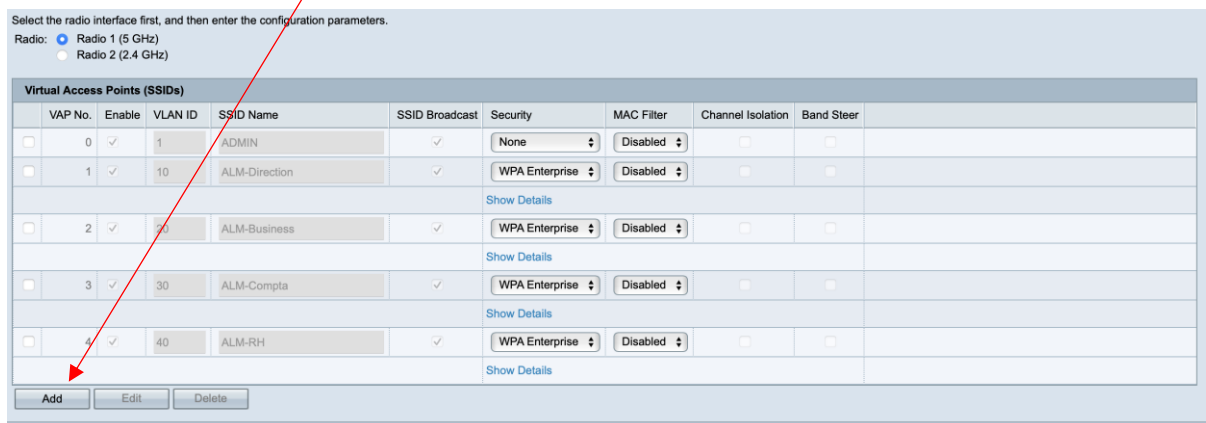 Select the radio interface first, and then enter the configuration parameters.
Radio: Radio 1 (5 GHz)
Radio 2 (2.4 GHz)
Virtual Access Points (SSIDs)
VAP No. Enable VLAN ID SSID Name SSID Broadcast Security MAC Filter Channel Isolation Band Steer
0 1 ADMIN None Disabled
1 10 ALM-Direction WPA Enterprise Disabled
Show Details
2 20 ALM-Business WPA Enterprise Disabled
Show Details
3 30 ALM-Compta WPA Enterprise Disabled
Show Details
4 40 ALM-RH WPA Enterprise Disabled
Show Details
Add Edit Delete